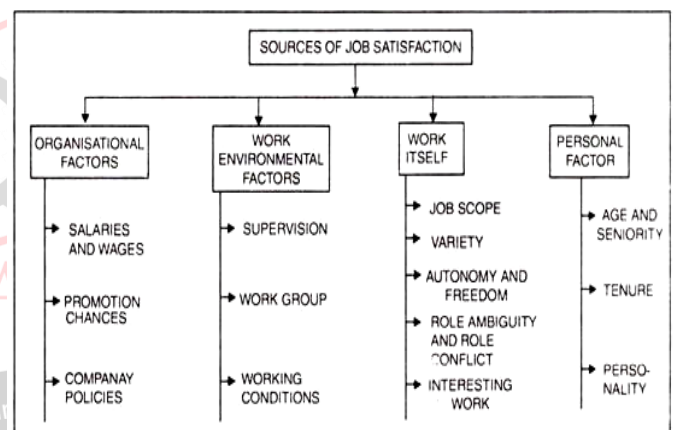 SOURCES OF JOB SATISFACTION
ORGANISATIONAL
FACTORS
SALARIES
AND WAGES
PROMOTION
CHANCES
COMPANAY
POLICIES
WORK
ENVIRONMENTAL
FACTORS
SUPERVISION
WORK GROUP
WORKING
CONDITIONS
WORK
ITSELF
JOB SCOPE
VARIETY
AUTONOMY AND
FREEDOM
ROLE AMBIGUITY
AND ROLE
CONFLICT
INTERESTING
WORK
PERSONAL
FACTOR
AGE AND
SENIORITY
TENURE
PERSO-
NALITY